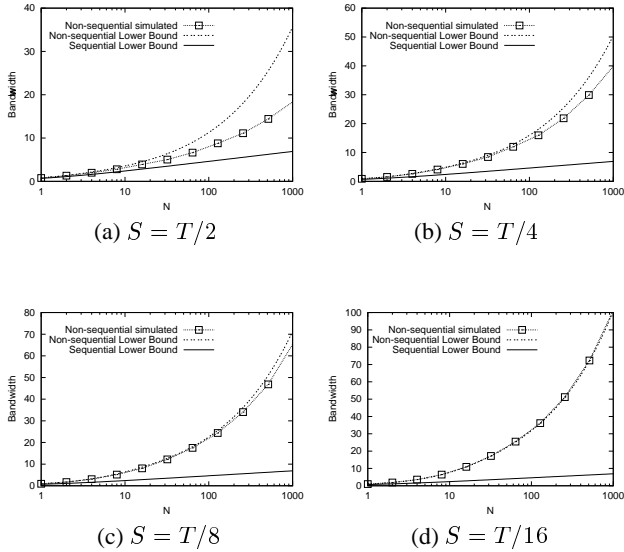 40
30
20
10
0
Bandwidth
Non-sequential simulated
Non-sequential Lower Bound
Sequential Lower Bound
1 10 100 1000
N
(a) S = T/2
60
50
40
30
20
10
0
Bandwidth
Non-sequential simulated
Non-sequential Lower Bound
Sequential Lower Bound
1 10 100 1000
N
(b) S = T/4
80
70
60
50
40
30
20
10
0
Bandwidth
Non-sequential simulated
Non-sequential Lower Bound
Sequential Lower Bound
1 10 100 1000
N
(c) S = T/8
100
90
80
70
60
50
40
30
20
10
0
Bandwidth
Non-sequential simulated
Non-sequential Lower Bound
Sequential Lower Bound
1 10 100 1000
N
(d) S = T/16